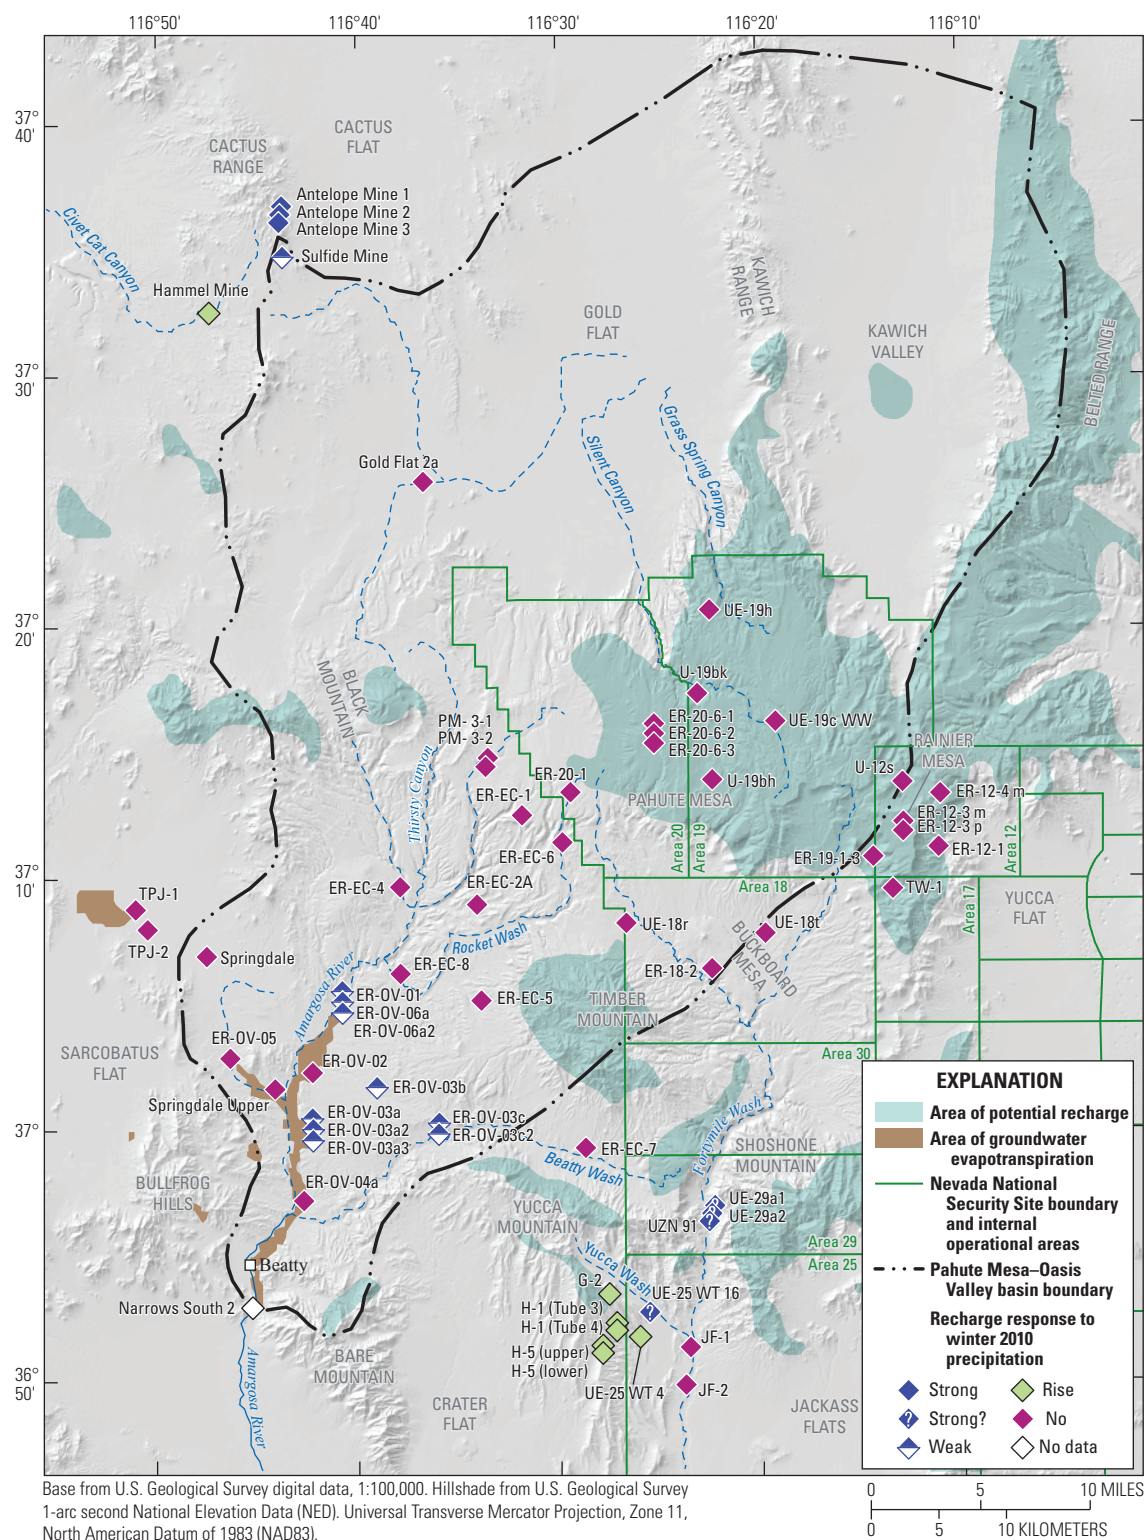 116°50'
116°40'
116°30'
116°20'
116°10'
37°
40'
CACTUS
FLAT
CACTUS
RANGE
Antelope Mine 1
Antelope Mine 2
Antelope Mine 3
Civet Cat Canyon
Sulfide Mine
Hammel Mine
KAWICH
RANGE
GOLD
FLAT
KAWICH
VALLEY
BELTED RANGE
37°
30'
Grass Spring Canyon
Silent Canyon
Gold Flat 2a
UE-19h
37°
20'
BLACK
MOUNTAIN
U-19bk
PM- 3-1
PM- 3-2
ER-20-6-1
ER-20-6-2
ER-20-6-3
UE-19c WW
RAINIER
MESA
U-12s
ER-20-1
U-19bh
PAHUTE MESA
ER-12-4 m
ER-EC-1
Thirsty Canyon
ER-12-3 m
ER-12-3 p
Area 20
Area 19
Area 12
ER-EC-6
ER-12-1
ER-19-1-3
37°
10'
ER-EC-4
ER-EC-2A
Area 18
TW-1
TPJ-1
Area 17
YUCCA
FLAT
TPJ-2
Springdale
Rocket Wash
UE-18r
UE-18t
BUCKBOARD
MESA
ER-EC-8
ER-18-2
Amargosa River
ER-OV-01
ER-OV-06a
ER-OV-06a2
ER-EC-5
TIMBER
MOUNTAIN
SARCOBATUS
FLAT
ER-OV-05
ER-OV-02
Area 30
ER-OV-03b
Springdale Upper
ER-OV-03a
ER-OV-03a2
ER-OV-03a3
ER-OV-03c
ER-OV-03c2
37°
00'
Fortymile Wash
ER-EC-7
Beatty Wash
SHOSHONE
MOUNTAIN
BULLFROG
HILLS
ER-OV-04a
YUCCA
MOUNTAIN
UE-29a1
UE-29a2
UZN 91
Area 29
Area 25
Beatty
Yucca Wash
G-2
UE-25 WT 16
Narrows South 2
H-1 (Tube 3)
H-1 (Tube 4)
H-5 (upper)
H-5 (lower)
JF-1
Amargosa River
BARE
MOUNTAIN
UE-25 WT 4
JF-2
36°
50'
CRATER
FLAT
JACKASS
FLATS
EXPLANATION
Area of potential recharge
Area of groundwater
evapotranspiration
Nevada National
Security Site boundary
and internal
operational areas
Pahute Mesa–Oasis
Valley basin boundary
Recharge response to
winter 2010
precipitation
Strong
Rise
? Strong?
No
Weak
No data
Base from U.S. Geological Survey digital data, 1:100,000. Hillshade from U.S. Geological Survey
1-arc second National Elevation Data (NED). Universal Transverse Mercator Projection, Zone 11,
North American Datum of 1983 (NAD83).
0 5 10 MILES
0 5 10 KILOMETERS